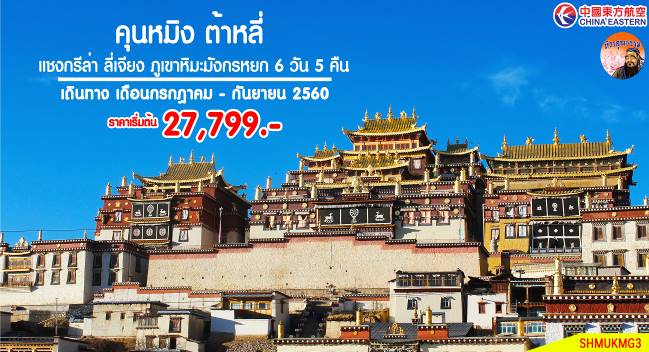 คุนหมิง ต้าหลี่
แชงกรีล่า ลี่เจียง ภูเขาหิมะมังกรหยก 6 วัน 5 คืน
เดินทาง เดือนกรกฎาคม - กันยายน 2560
ราคาเริ่มต้น 27,799.-
中國東方航空
CHINA EASTERN
SHMUKMG3